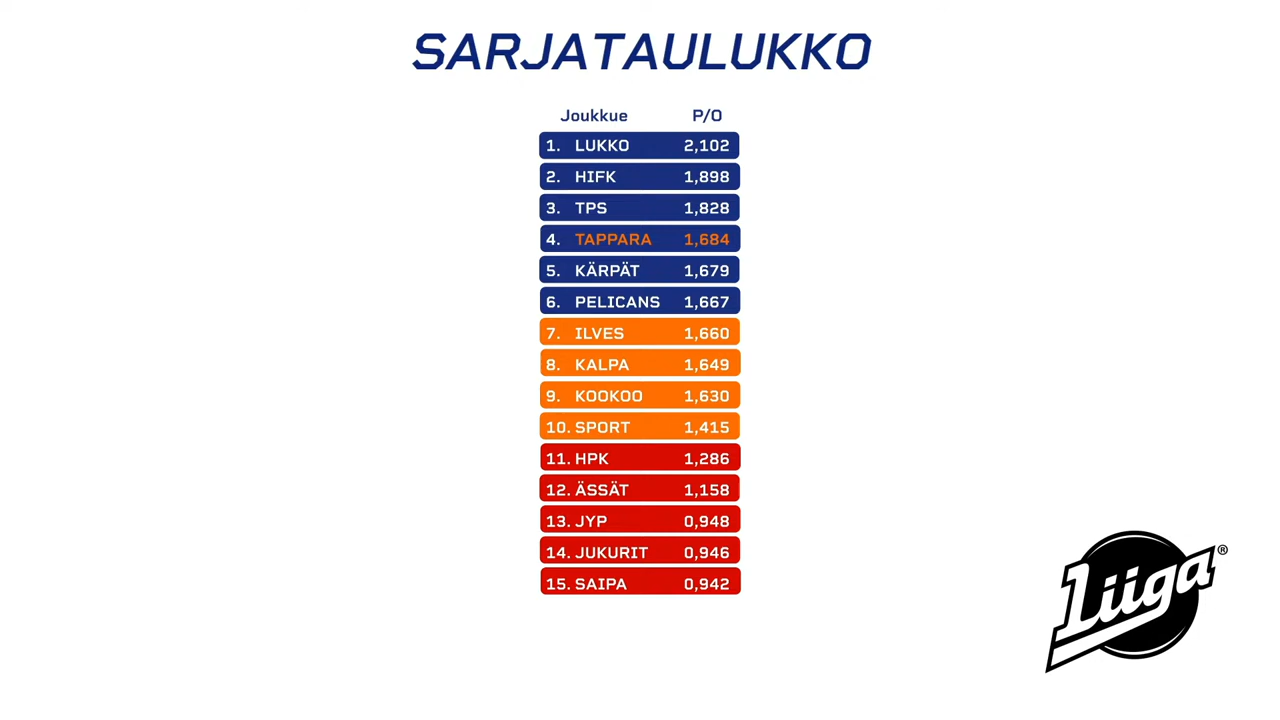 SARJATAULUKKO
Joukkue P/O
1. LUKKO 2,102
2. HIFK 1,898
3. TPS 1,828
4. TAPPARA 1,684
5. KÄRPÄT 1,679
6. PELICANS 1,667
7. ILVES 1,660
8. KALPA 1,649
9. KOOKOO 1,630
10. SPORT 1,415
11. HPK 1,286
12. ÄSSÄT 1,158
13. JYP 0,948
14. JUKURIT 0,946
15. SAIPA 0,942
Liiga®